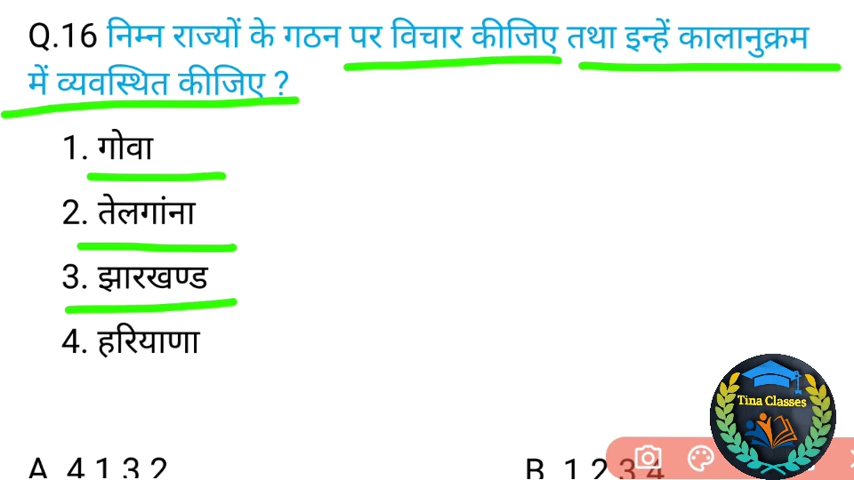 Q.16 निम्न राज्यों के गठन पर विचार कीजिए तथा इन्हें कालानुक्रम
में व्यवस्थित कीजिए ?
1. गोवा
2. तेलगांना
3. झारखण्ड
4. हरियाणा
Tina Classes
A. 4 1 3 2
B. 1 2 3 4